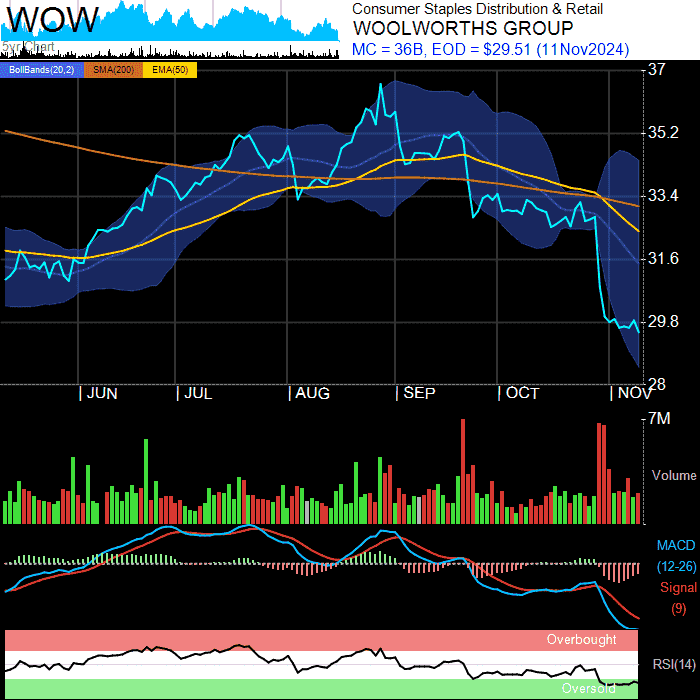 WOW
5yr Chart
Consumer Staples Distribution & Retail
WOOLWORTHS GROUP
MC = 36B, EOD = $29.51 (11Nov2024)
BollBands(20,2) SMA(200) EMA(50)
37
35.2
33.4
31.6
29.8
28
JUN JUL AUG SEP OCT NOV
7M
Volume
MACD
(12-26)
Signal
(9)
Overbought
RSI(14)
Oversold